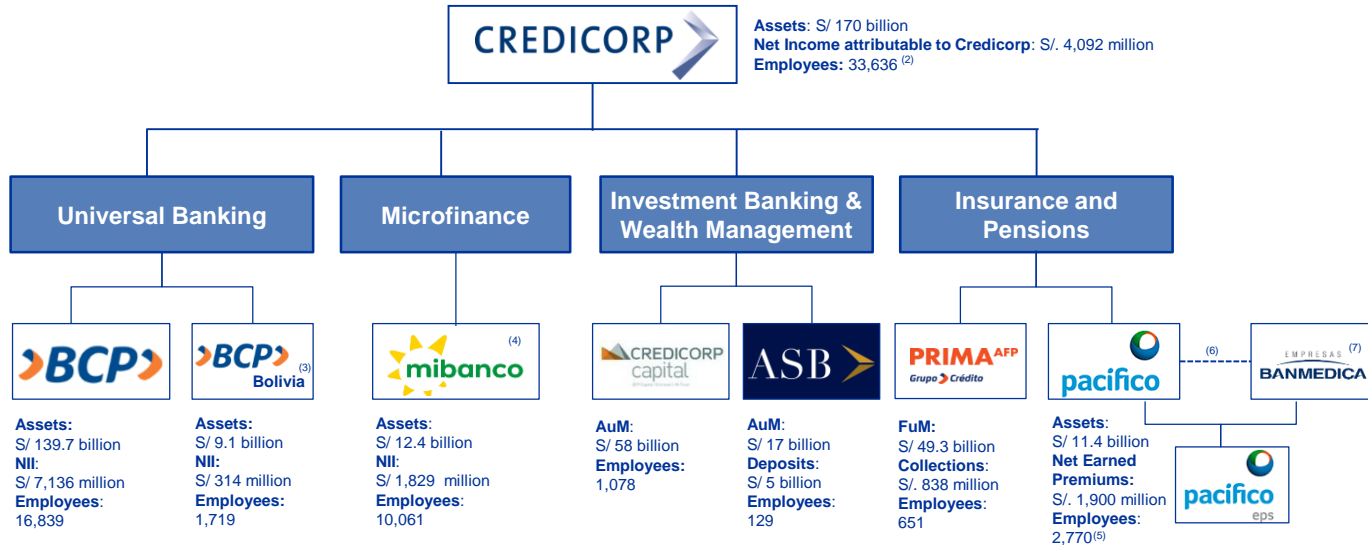 CREDICORP
Assets: S/ 170 billion
Net Income attributable to Credicorp: S/. 4,092 million
Employees: 33,636 (2)
Universal Banking
Microfinance
Investment Banking &
Wealth Management
Insurance and
Pensions
BCP
BCP
Bolivia
(3)
mibanco
(4)
CREDICORP
capital
ASB
PRIMA AFP
Grupo Crédito
pacifico
(6)
EMPRESAS
BANMEDICA
(7)
Assets:
S/ 139.7 billion
NII:
S/ 7,136 million
Employees:
16,839
Assets:
S/ 9.1 billion
NII:
S/ 314 million
Employees:
1,719
Assets:
S/ 12.4 billion
NII:
S/ 1,829 million
Employees:
10,061
AuM:
S/ 58 billion
Employees:
1,078
AuM:
S/ 17 billion
Deposits:
S/ 5 billion
Employees:
129
FuM:
S/ 49.3 billion
Collections:
S/. 838 million
Employees:
651
Assets:
S/ 11.4 billion
Net Earned
Premiums:
S/. 1,900 million
Employees:
2,770(5)
pacifico
eps